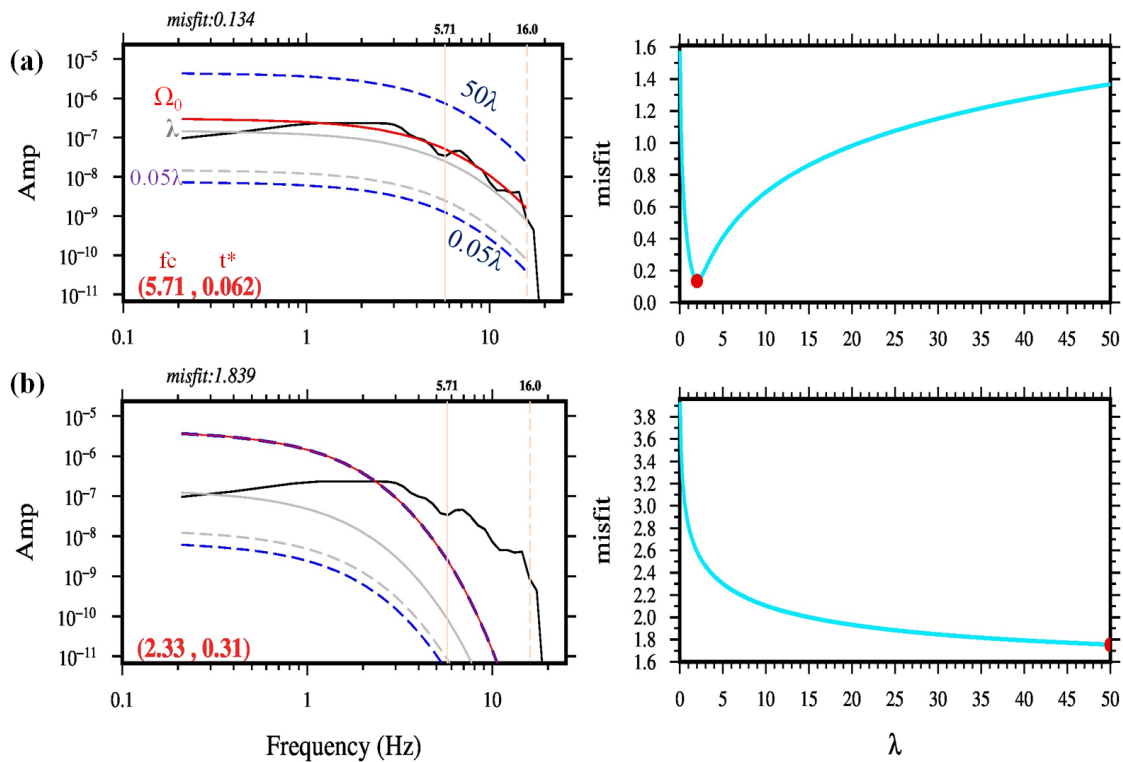 misfit:0.134
5.71 16.0
(a)
10⁻⁵
10⁻⁶
10⁻⁷
10⁻⁸
10⁻⁹
10⁻¹⁰
10⁻¹¹
Amp
Ω₀
λ
0.05λ
50λ
0.05λ
fc t*
(5.71 , 0.062)
0.1 1 10
1.6
1.4
1.2
1.0
0.8
0.6
0.4
0.2
0.0
misfit
0 5 10 15 20 25 30 35 40 45 50
(b)
misfit:1.839
5.71 16.0
10⁻⁵
10⁻⁶
10⁻⁷
10⁻⁸
10⁻⁹
10⁻¹⁰
10⁻¹¹
Amp
(2.33 , 0.31)
0.1 1 10
Frequency (Hz)
3.8
3.6
3.4
3.2
3.0
2.8
2.6
2.4
2.2
2.0
1.8
1.6
misfit
0 5 10 15 20 25 30 35 40 45 50
λ